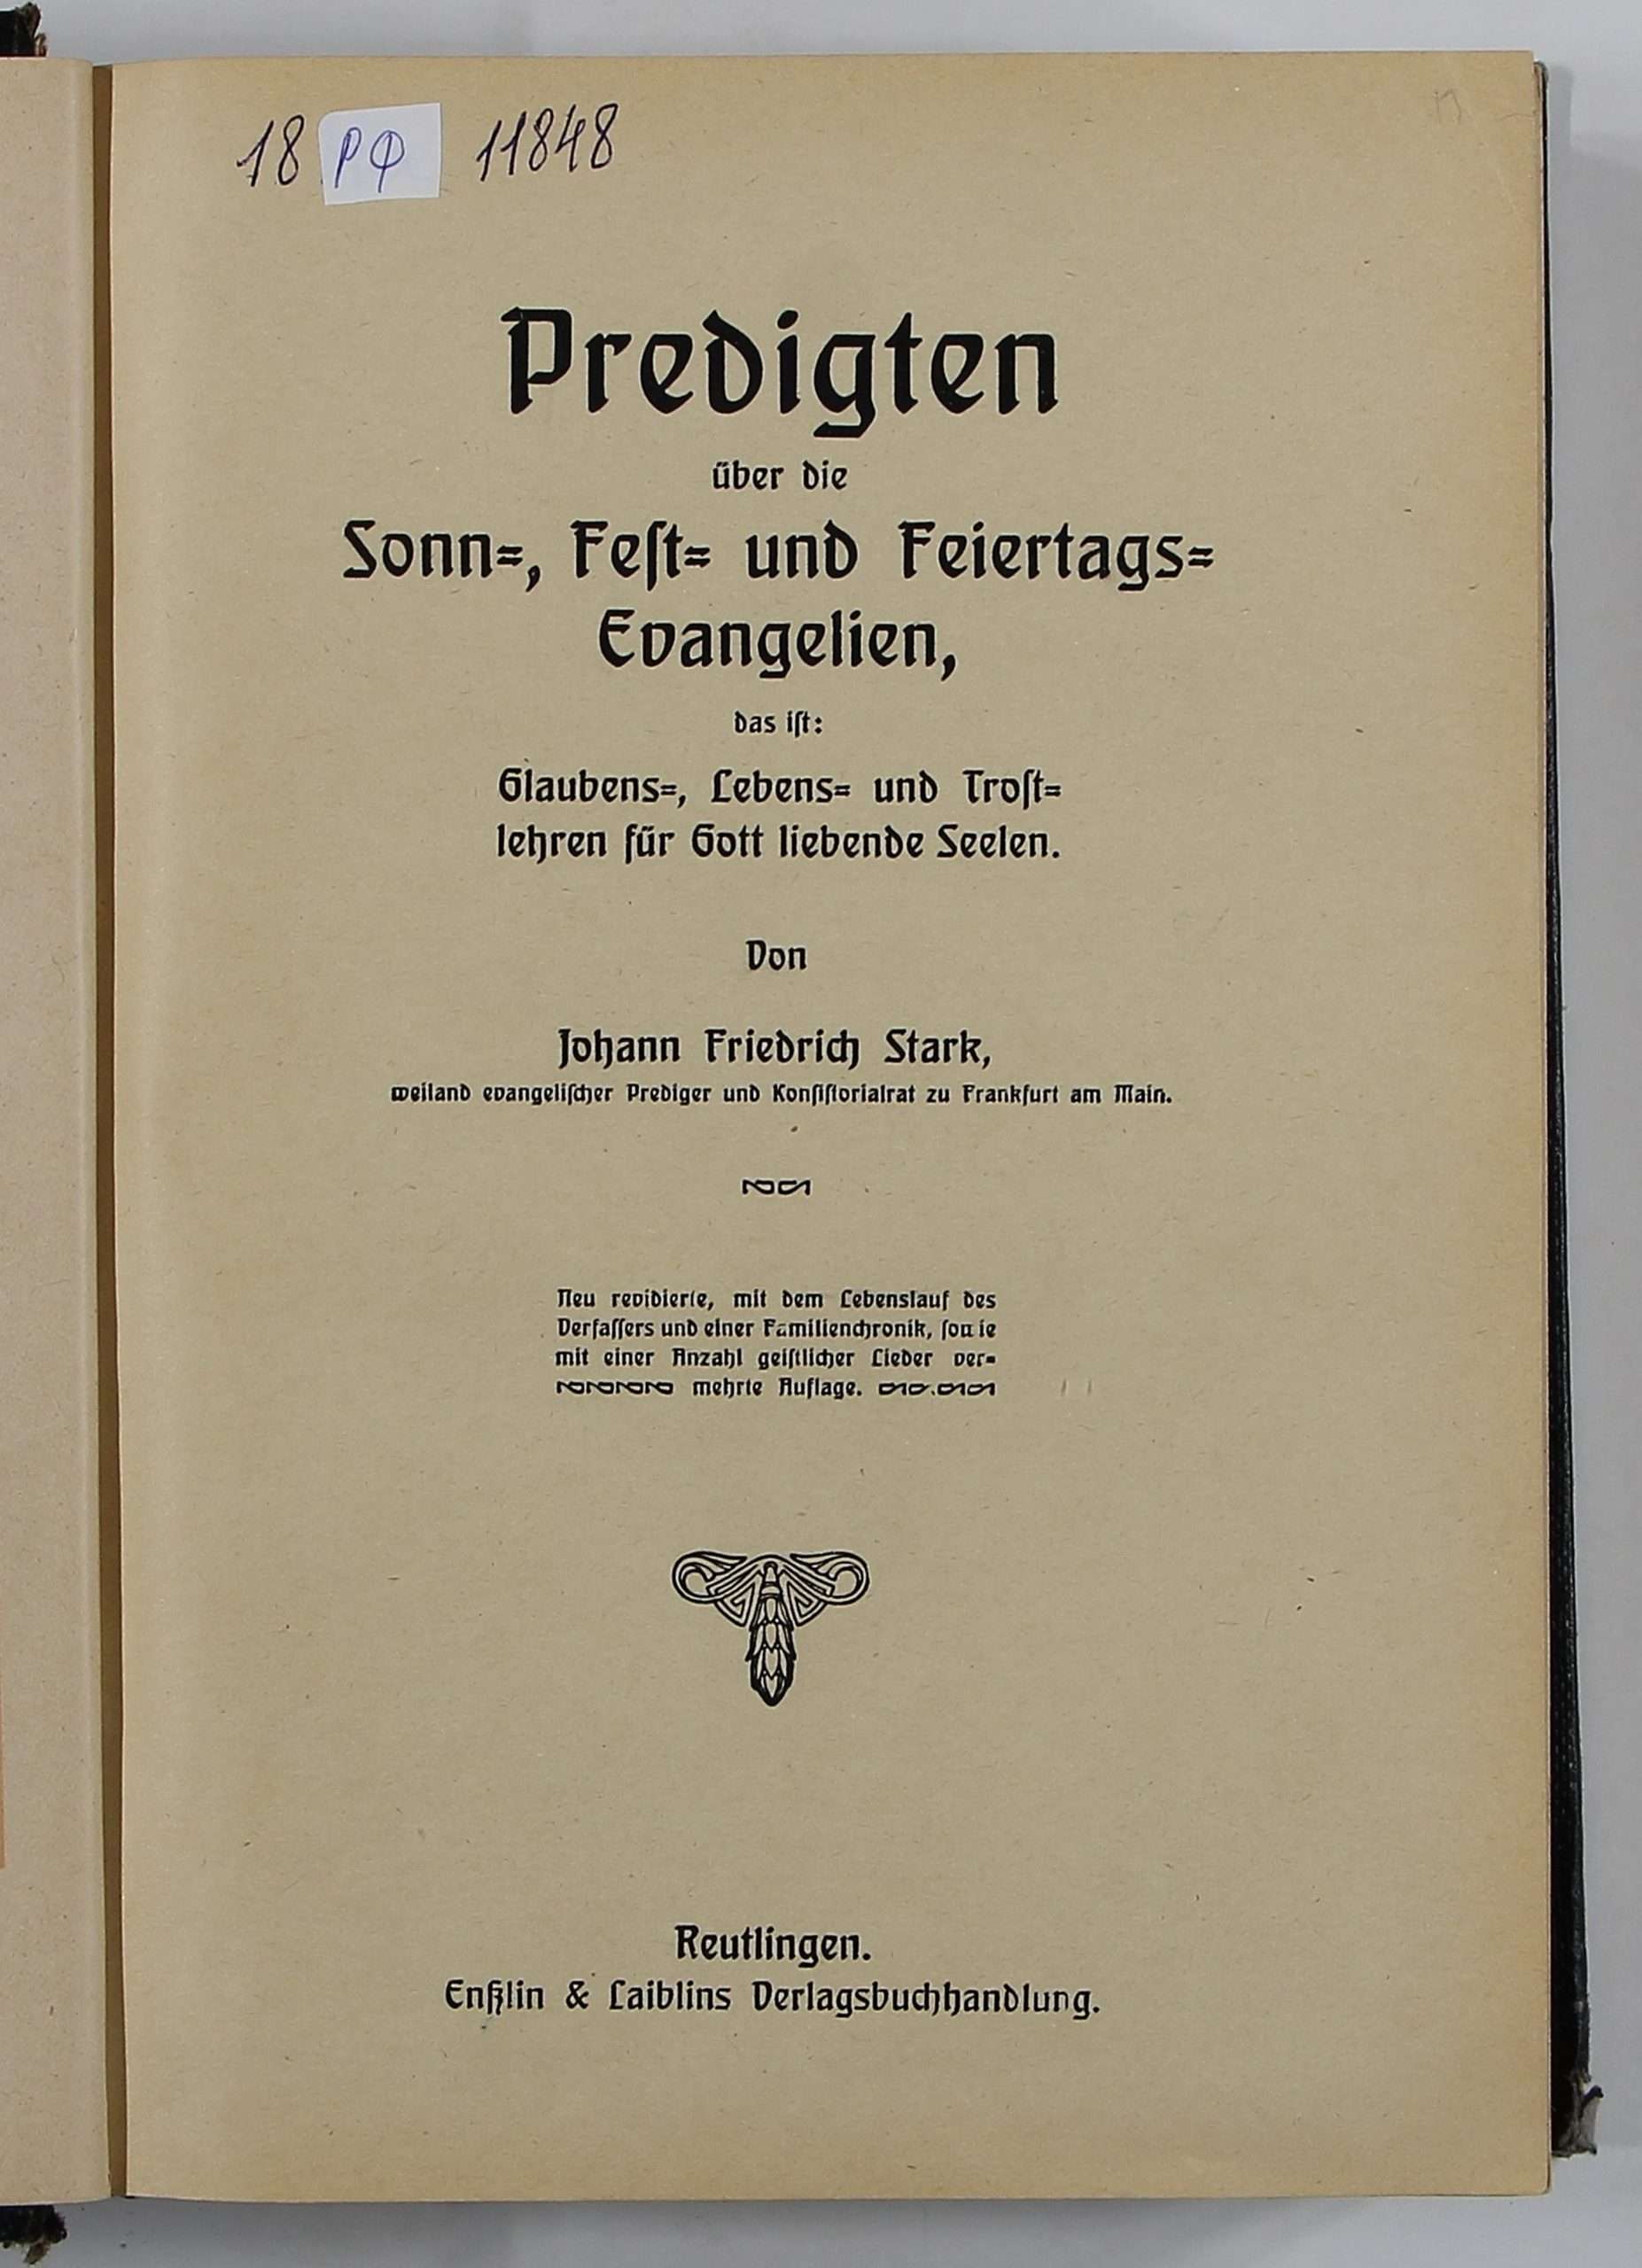 18 РФ 11848
Predigten
über die
Sonn=, Feſt= und Feiertags=
Evangelien,
das iſt:
Glaubens=, Lebens= und Troſt=
lehren für Gott liebende Seelen.
Von
Johann Friedrich Stark,
weiland evangeliſcher Prediger und Konſiſtorialrat zu Frankfurt am Main.
Neu revidierte, mit dem Lebenslauf des
Verfaſſers und einer Familienchronik, ſowie
mit einer Anzahl geiſtlicher Lieder ver=
mehrte Auflage.
Reutlingen.
Enßlin & Laiblins Verlagsbuchhandlung.